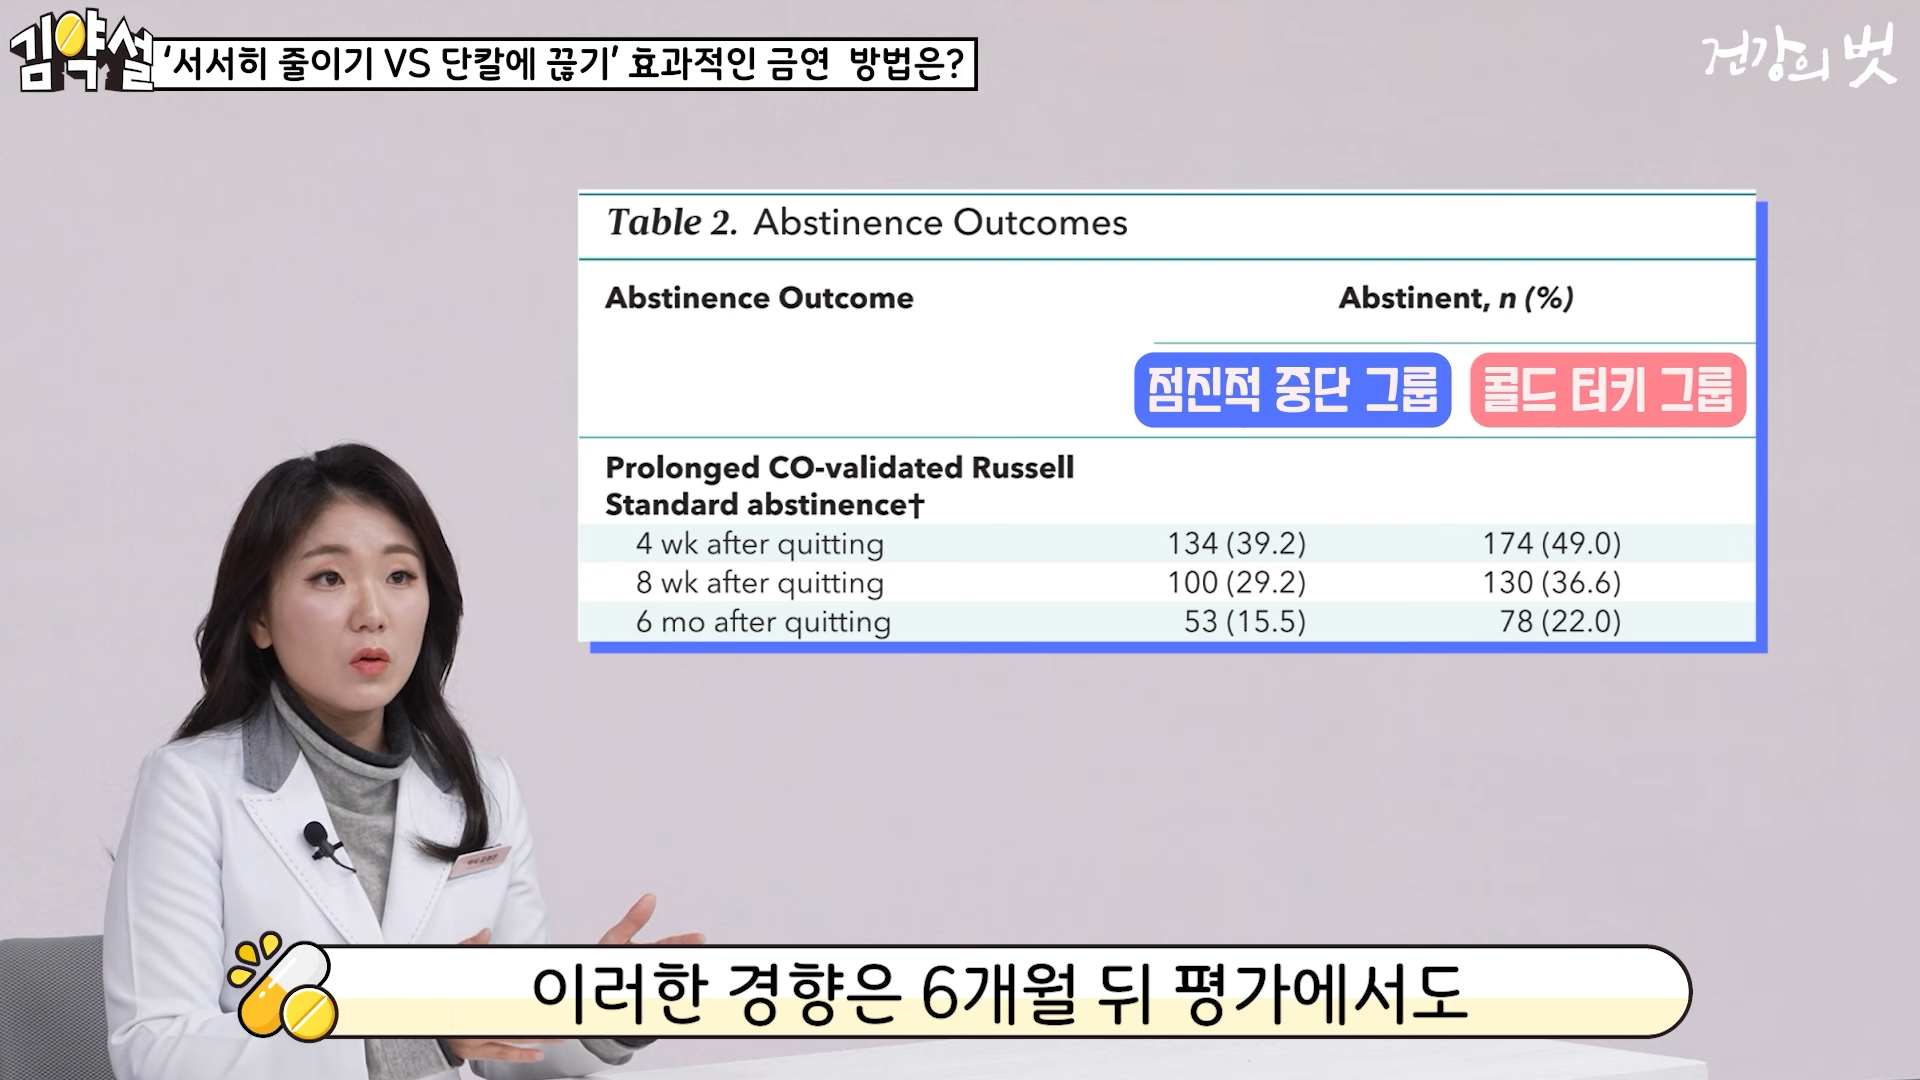 김약설
‘서서히 줄이기 VS 단칼에 끊기’ 효과적인 금연 방법은?
건강의 벗
Table 2. Abstinence Outcomes
Abstinence Outcome
Abstinent, n (%)
점진적 중단 그룹
콜드 터키 그룹
Prolonged CO-validated Russell
Standard abstinence†
4 wk after quitting 134 (39.2) 174 (49.0)
8 wk after quitting 100 (29.2) 130 (36.6)
6 mo after quitting 53 (15.5) 78 (22.0)
이러한 경향은 6개월 뒤 평가에서도